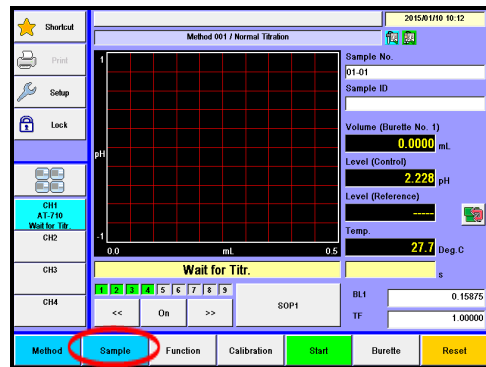 Shortcut
Print
Setup
Lock
CH1
AT-710
Wait for Titr.
CH2
CH3
CH4
2015/01/10 10:12
Method 001 / Normal Titration
1
pH
-1
0.0
mL
0.5
Wait for Titr.
s
1 2 3 4 5 6 7 8 9
<<
On
>>
SOP1
Sample No.
01-01
Sample ID
Volume (Burette No. 1)
0.0000 mL
Level (Control)
2.228 pH
Level (Reference)
-----
Temp.
27.7 Deg.C
BL1
0.15875
TF
1.00000
Method
Sample
Function
Calibration
Start
Burette
Reset